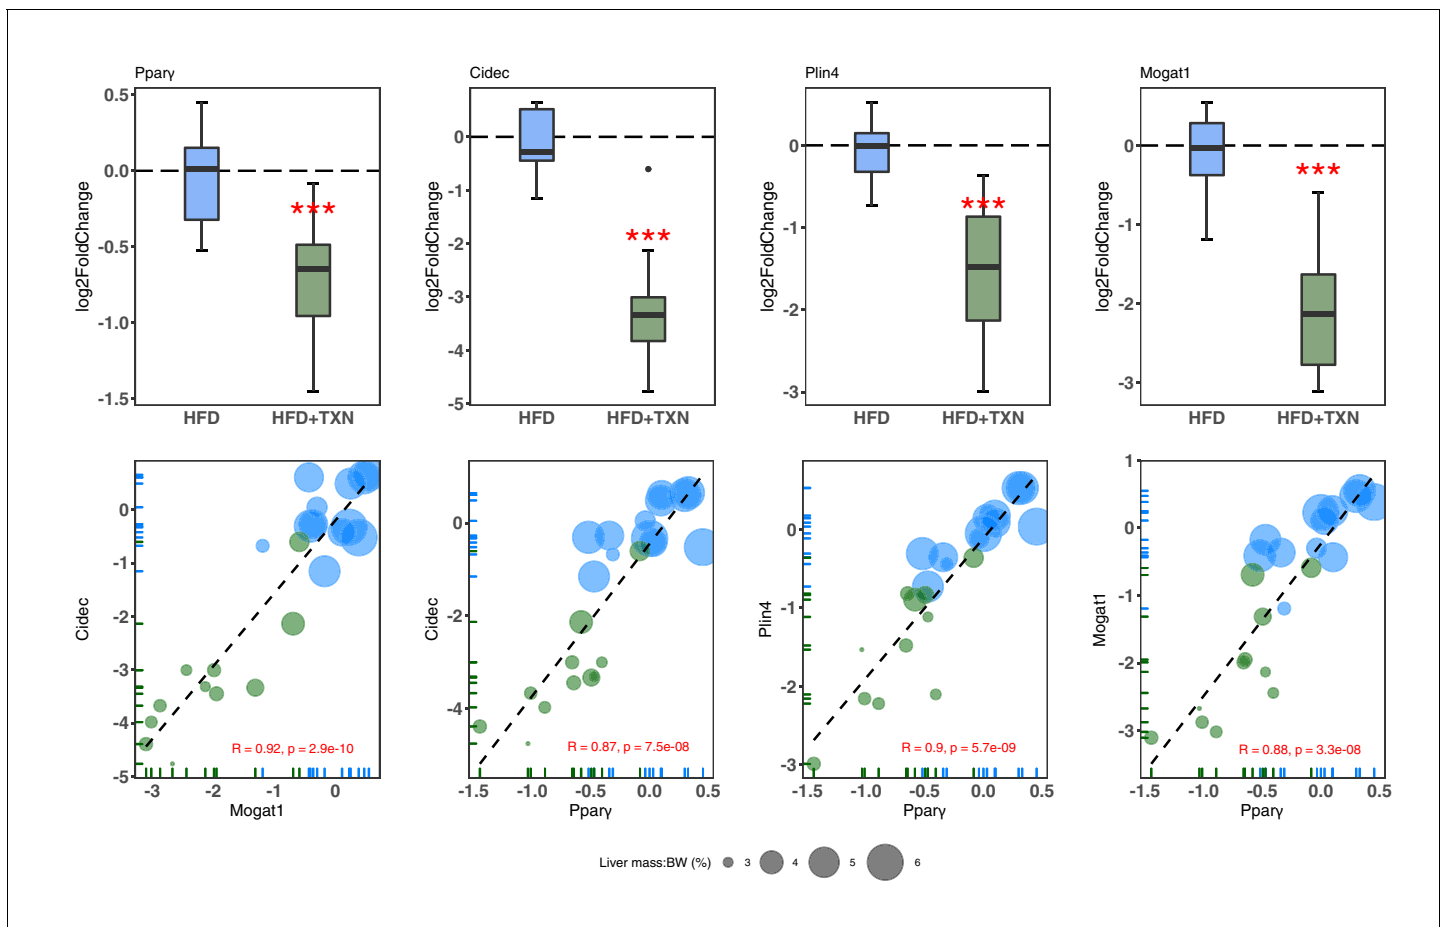 Pparγ
Cidec
Plin4
Mogat1
log2FoldChange
0.5
0.0
-0.5
-1.0
-1.5
***
HFD
HFD+TXN
log2FoldChange
0
-1
-2
-3
-4
-5
***
HFD
HFD+TXN
log2FoldChange
0
-1
-2
-3
***
HFD
HFD+TXN
log2FoldChange
0
-1
-2
-3
***
HFD
HFD+TXN
Cidec
0
-1
-2
-3
-4
-5
R = 0.92, p = 2.9e-10
-3
-2
-1
0
Mogat1
Cidec
0
-2
-4
R = 0.87, p = 7.5e-08
-1.5
-1.0
-0.5
0.0
0.5
Pparγ
Plin4
0
-1
-2
-3
R = 0.9, p = 5.7e-09
-1.5
-1.0
-0.5
0.0
0.5
Pparγ
Mogat1
1
0
-1
-2
-3
R = 0.88, p = 3.3e-08
-1.5
-1.0
-0.5
0.0
0.5
Pparγ
Liver mass:BW (%) 3 4 5 6